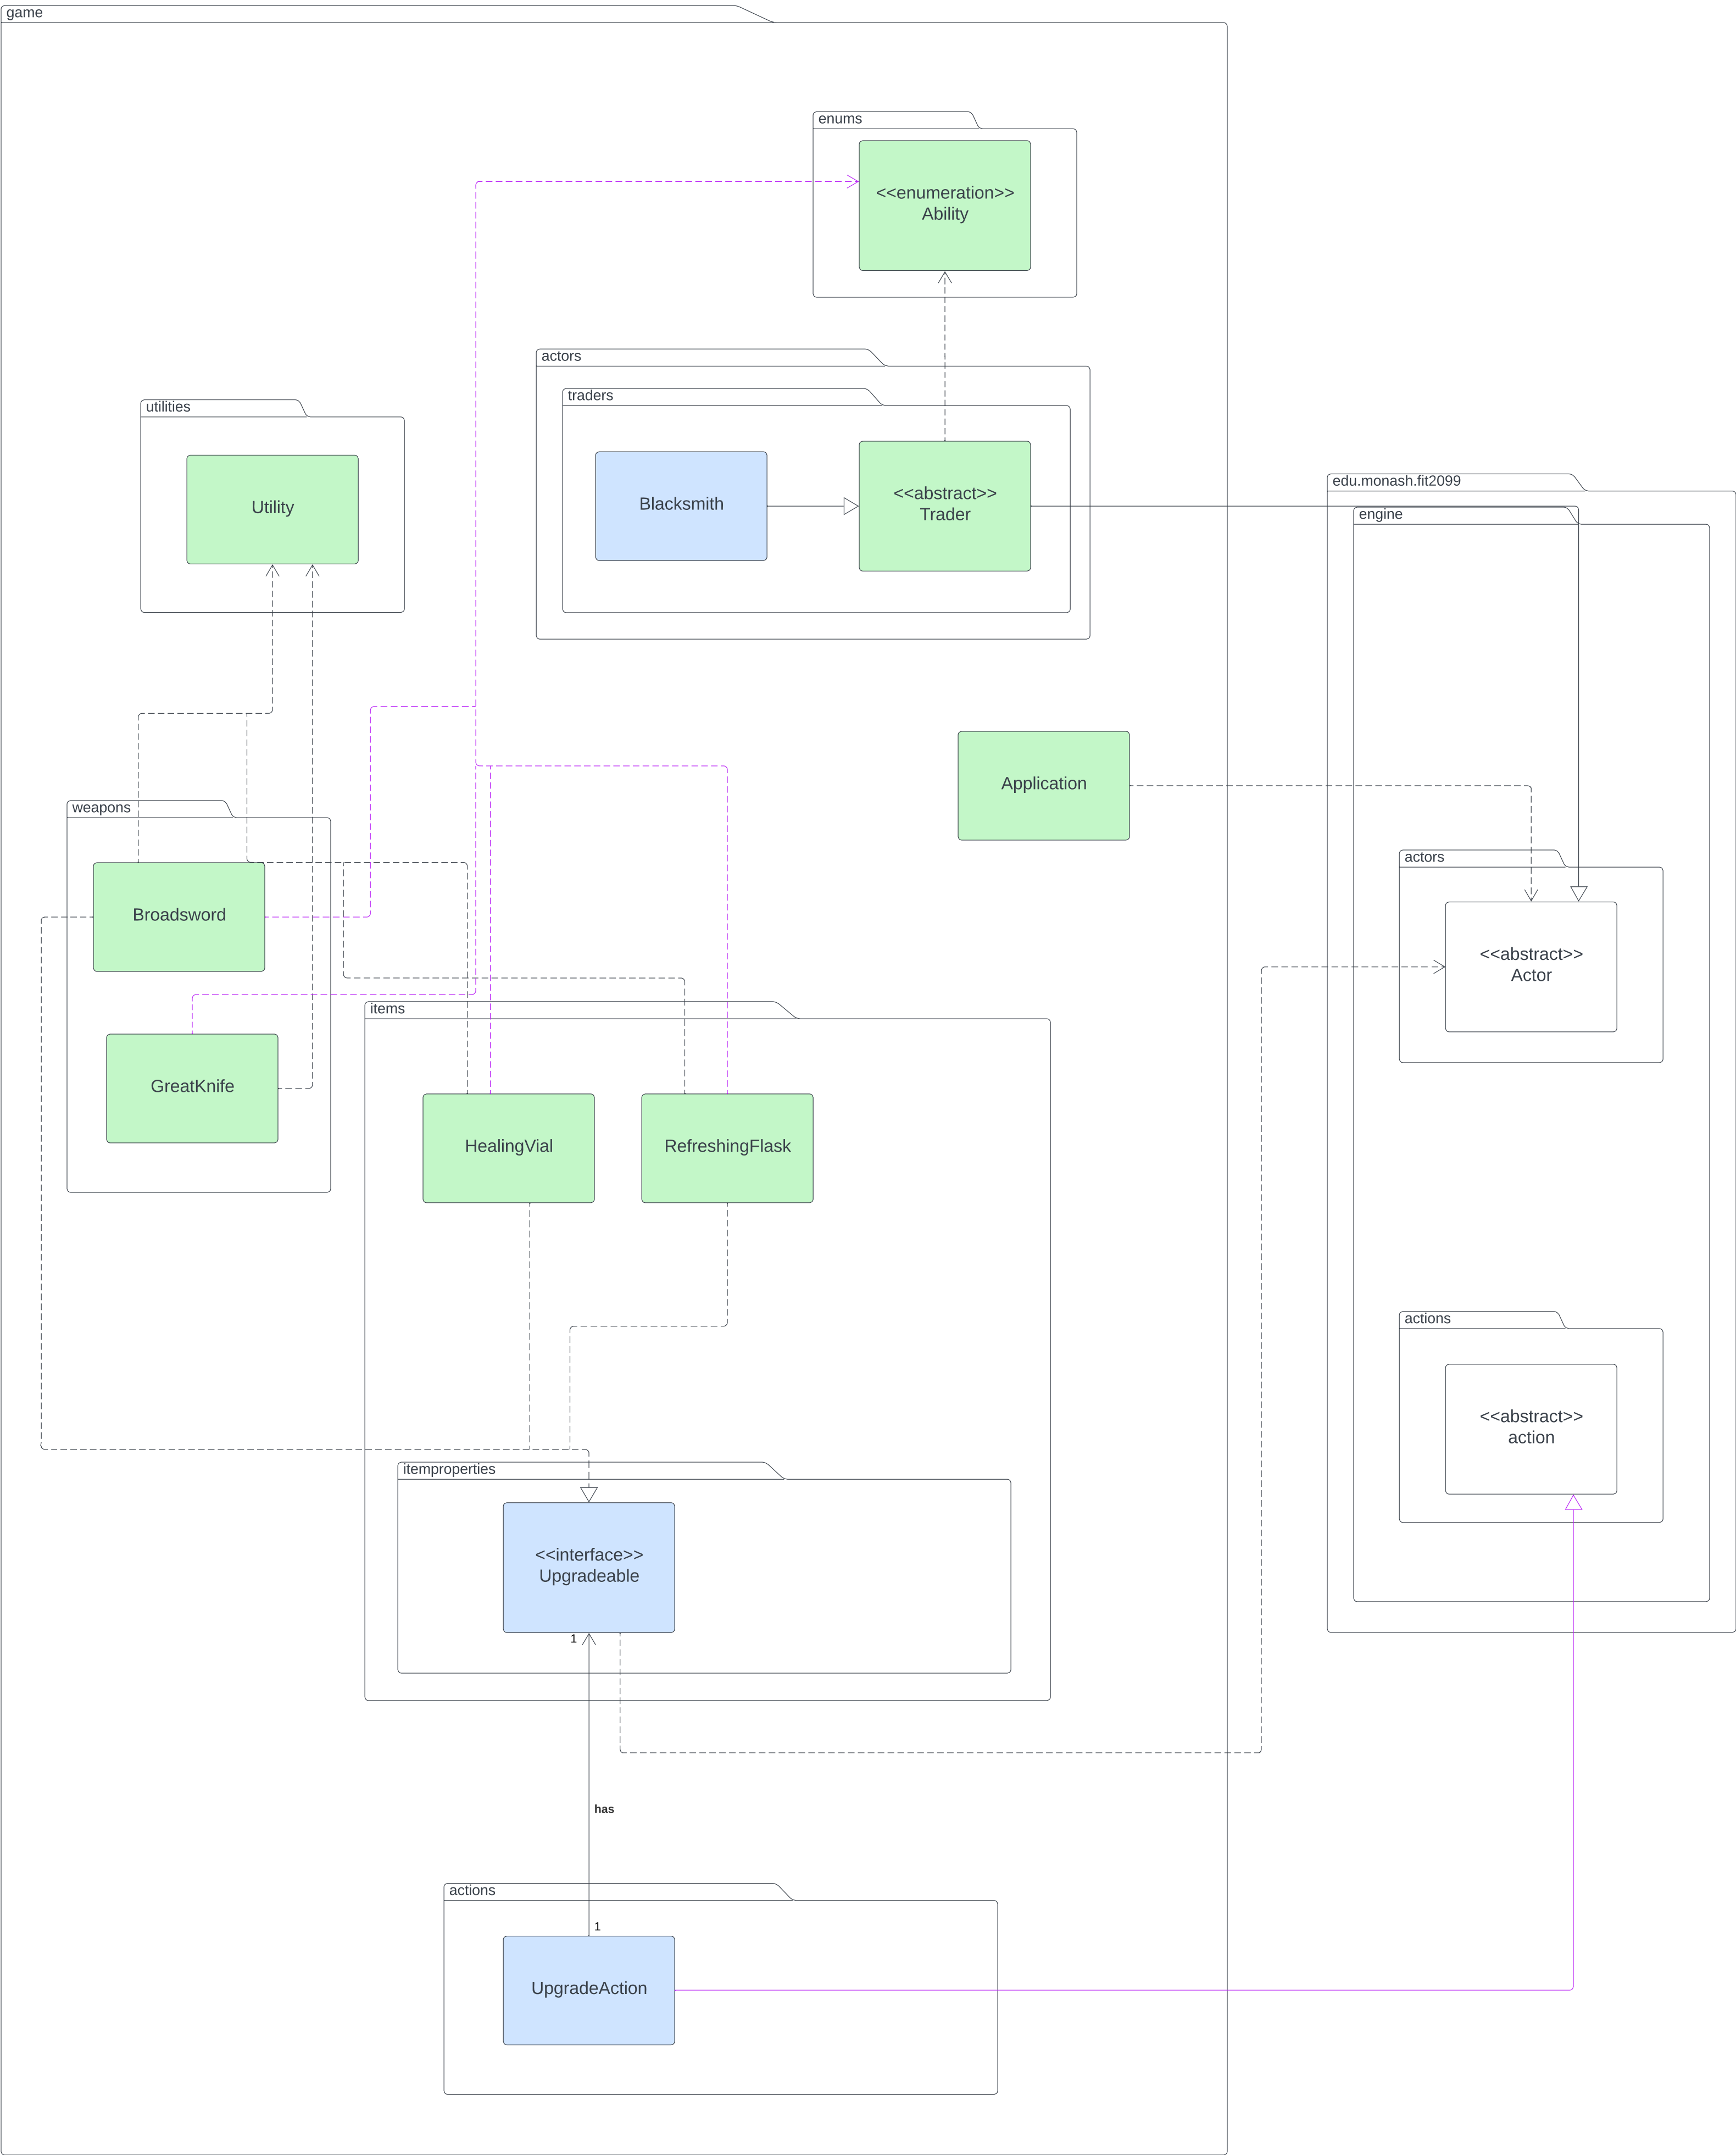 game
enums
<<enumeration>>
Ability
actors
traders
utilities
Utility
Blacksmith
<<abstract>>
Trader
edu.monash.fit2099
engine
Application
weapons
Broadsword
actors
<<abstract>>
Actor
items
GreatKnife
HealingVial
RefreshingFlask
actions
<<abstract>>
action
itemproperties
<<interface>>
Upgradeable
1
has
actions
1
UpgradeAction